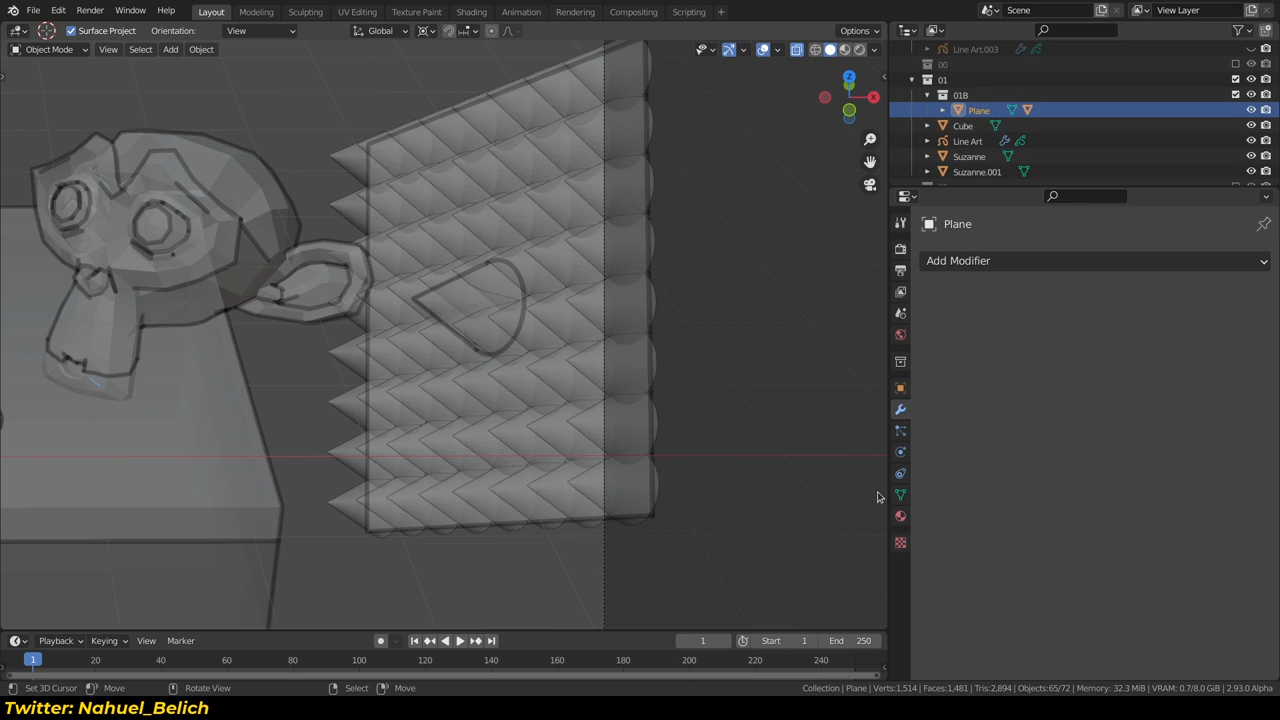 File Edit Render Window Help Layout Modeling Sculpting UV Editing Texture Paint Shading Animation Rendering Compositing Scripting + Scene View Layer
Surface Project Orientation: View Global Options
Object Mode View Select Add Object
Line Art.003
00
01
01B
Plane
Cube
Line Art
Suzanne
Suzanne.001
Z
X
Plane
Add Modifier
Playback Keying View Marker 1 Start 1 End 250
1 20 40 60 80 100 120 140 160 180 200 220 240
Set 3D Cursor Move Rotate View Select Move Collection | Plane | Verts:1,514 | Faces:1,481 | Tris:2,894 | Objects:65/72 | Memory: 32.3 MiB | VRAM: 0.7/8.0 GiB | 2.93.0 Alpha
Twitter: Nahuel_Belich